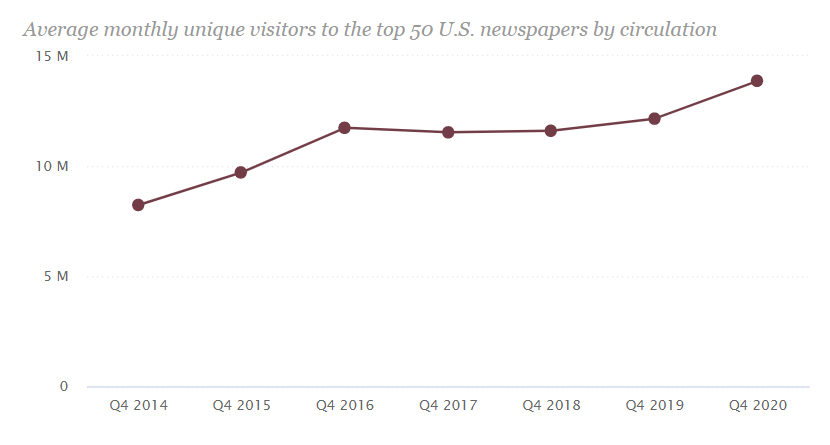 Average monthly unique visitors to the top 50 U.S. newspapers by circulation
15 M
10 M
5 M
0
Q4 2014 Q4 2015 Q4 2016 Q4 2017 Q4 2018 Q4 2019 Q4 2020